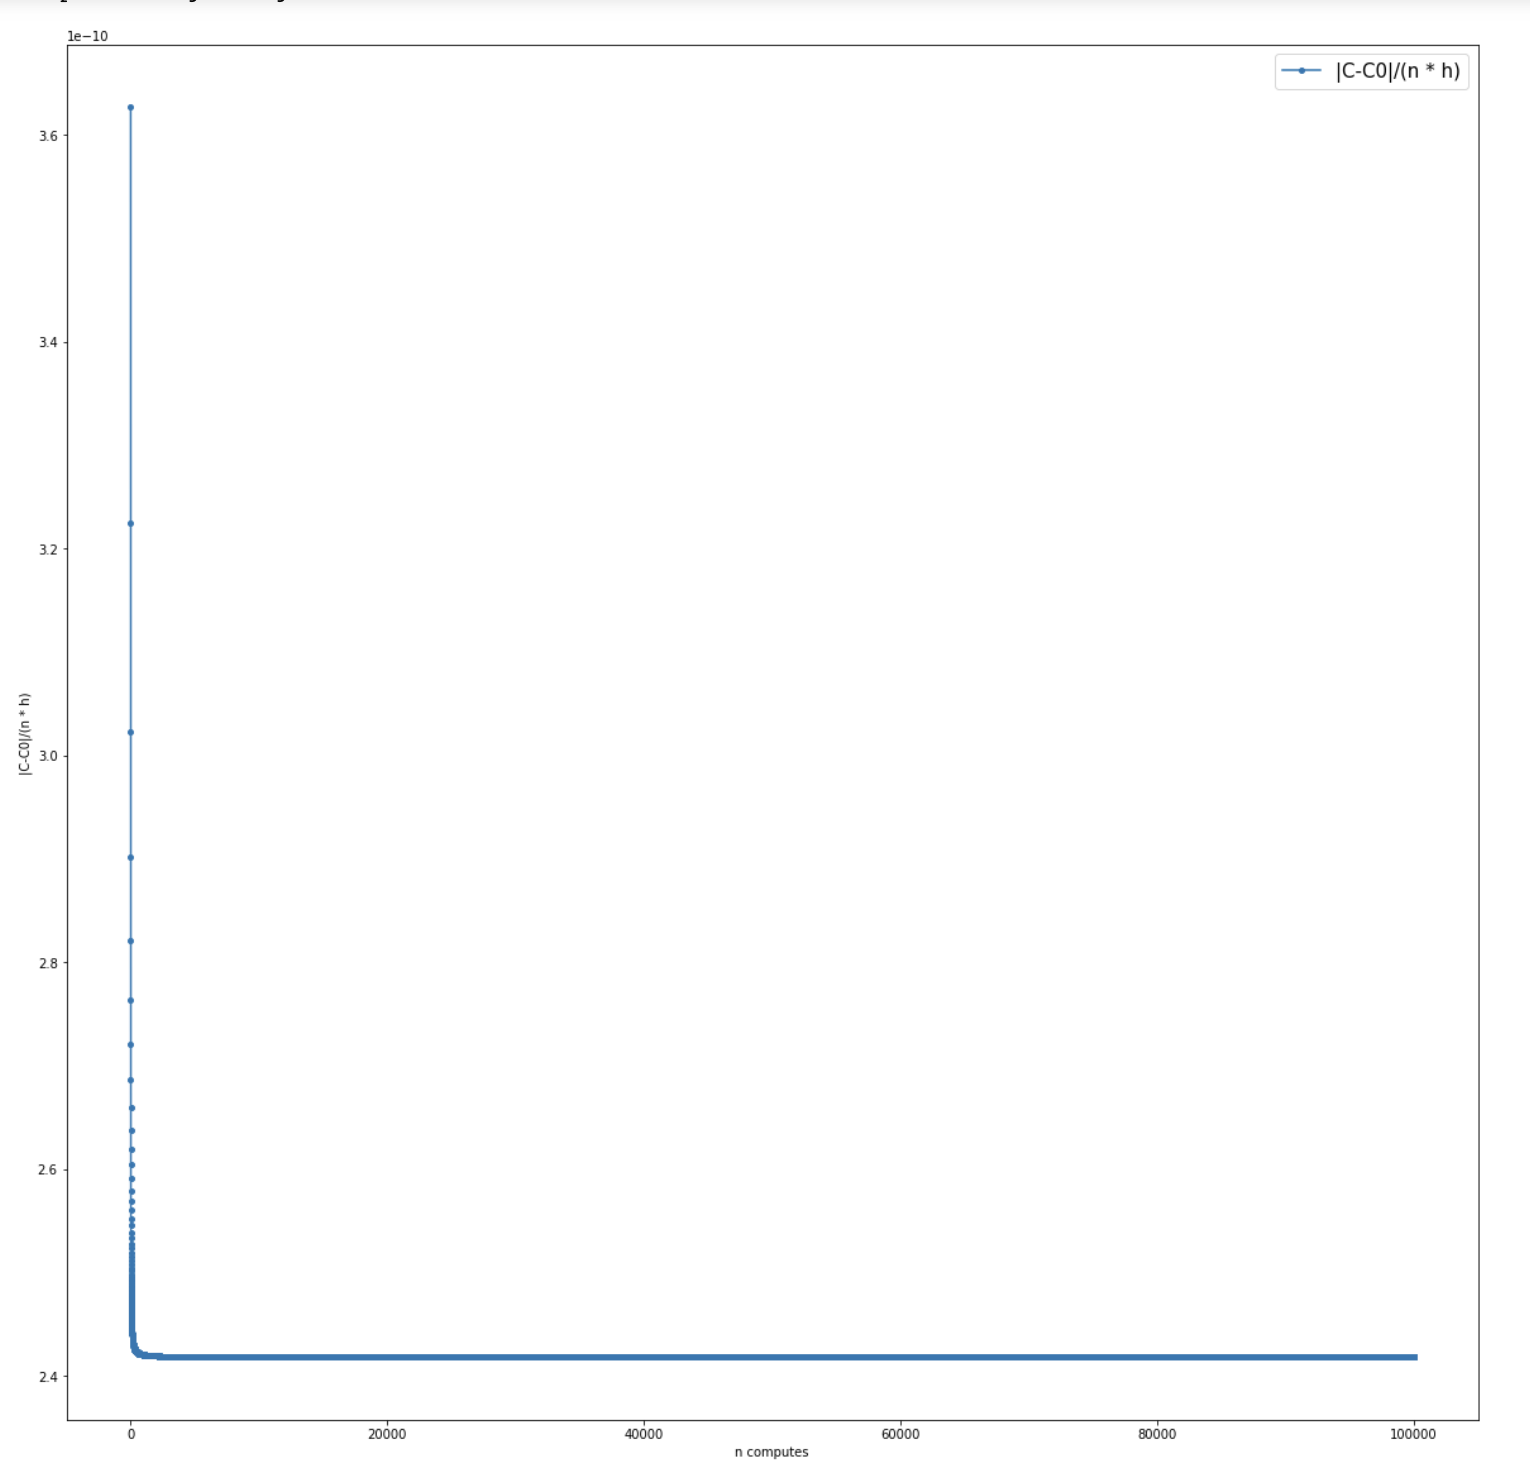 1e−10
|C-C0|/(n * h)
3.6
3.4
3.2
3.0
2.8
2.6
2.4
|C-C0|/(n * h)
0 20000 40000 60000 80000 100000
n computes